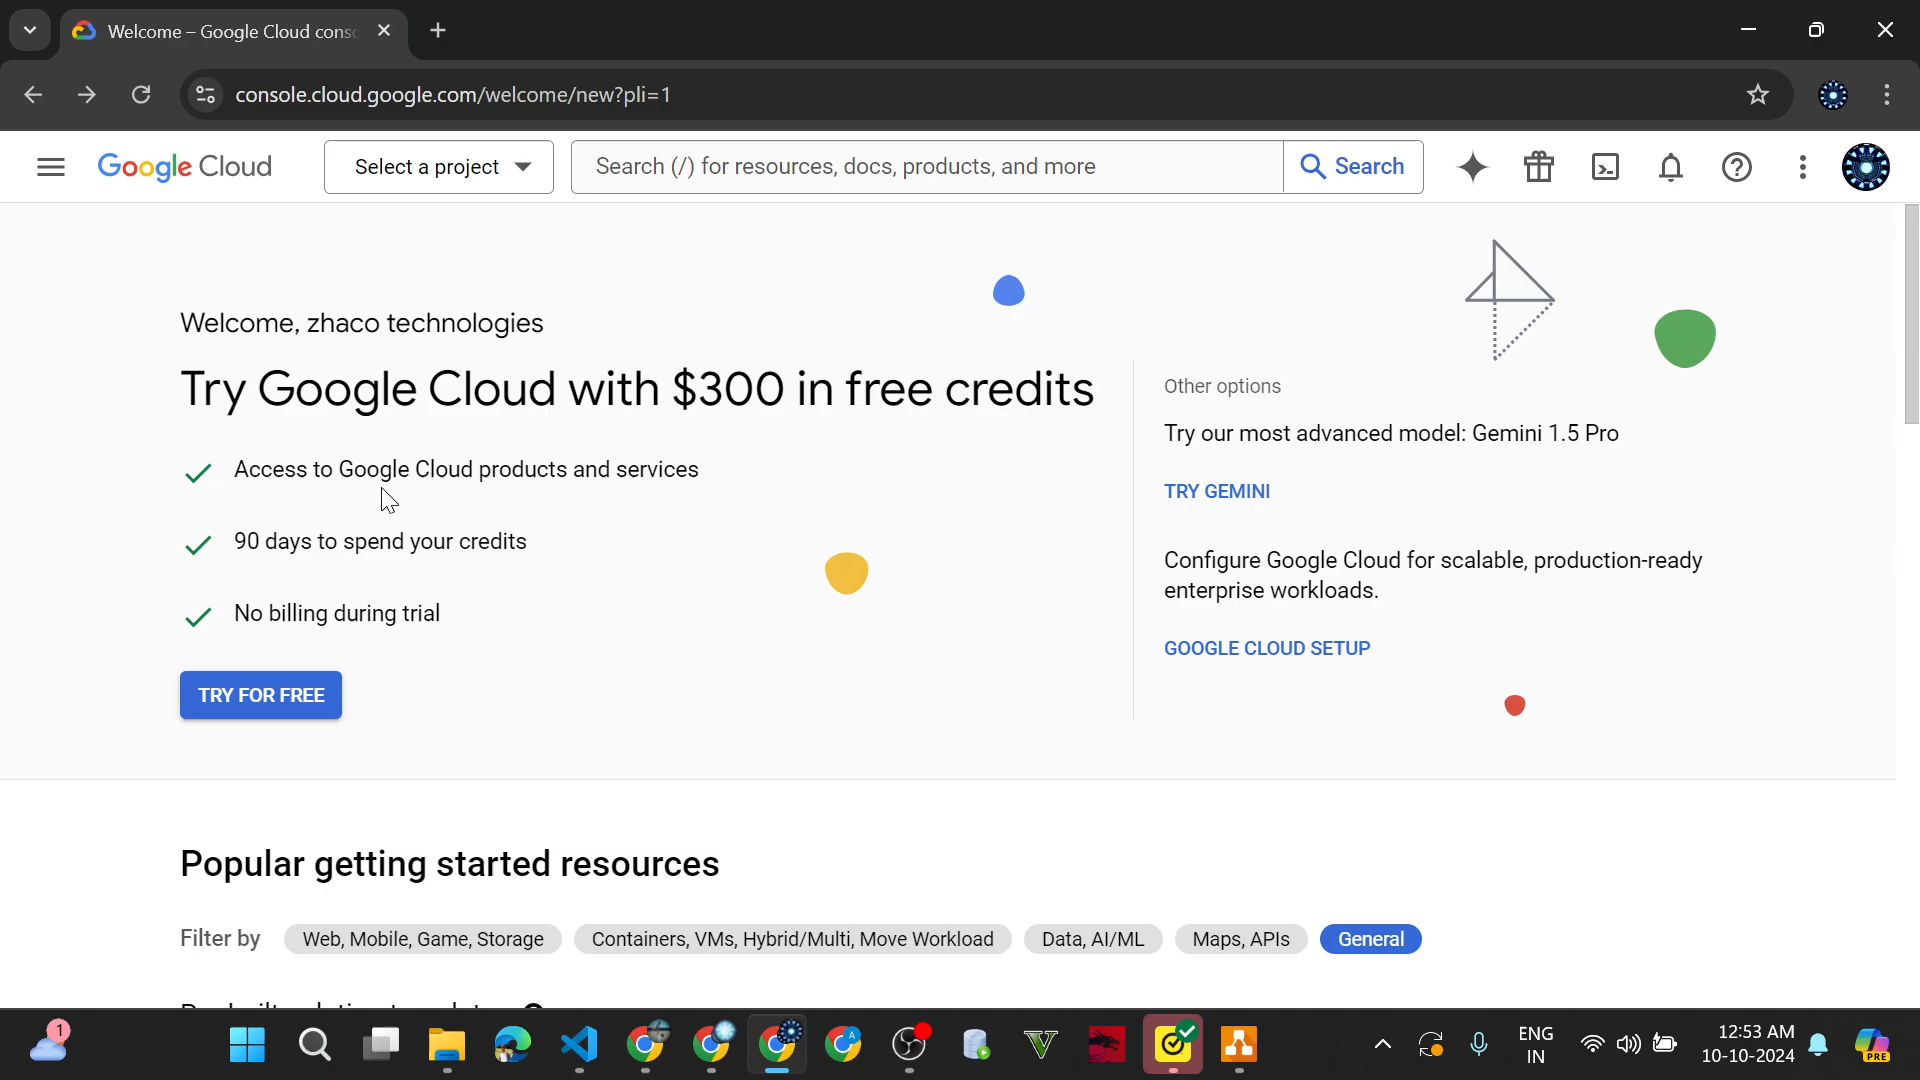 Welcome – Google Cloud cons
console.cloud.google.com/welcome/new?pli=1
Google Cloud
Select a project
Search (/) for resources, docs, products, and more
Search
Welcome, zhaco technologies
Try Google Cloud with $300 in free credits
Access to Google Cloud products and services
90 days to spend your credits
No billing during trial
TRY FOR FREE
Other options
Try our most advanced model: Gemini 1.5 Pro
TRY GEMINI
Configure Google Cloud for scalable, production-ready
enterprise workloads.
GOOGLE CLOUD SETUP
Popular getting started resources
Filter by
Web, Mobile, Game, Storage
Containers, VMs, Hybrid/Multi, Move Workload
Data, AI/ML
Maps, APIs
General
1
A
V
ENG
IN
12:53 AM
10-10-2024
PRE